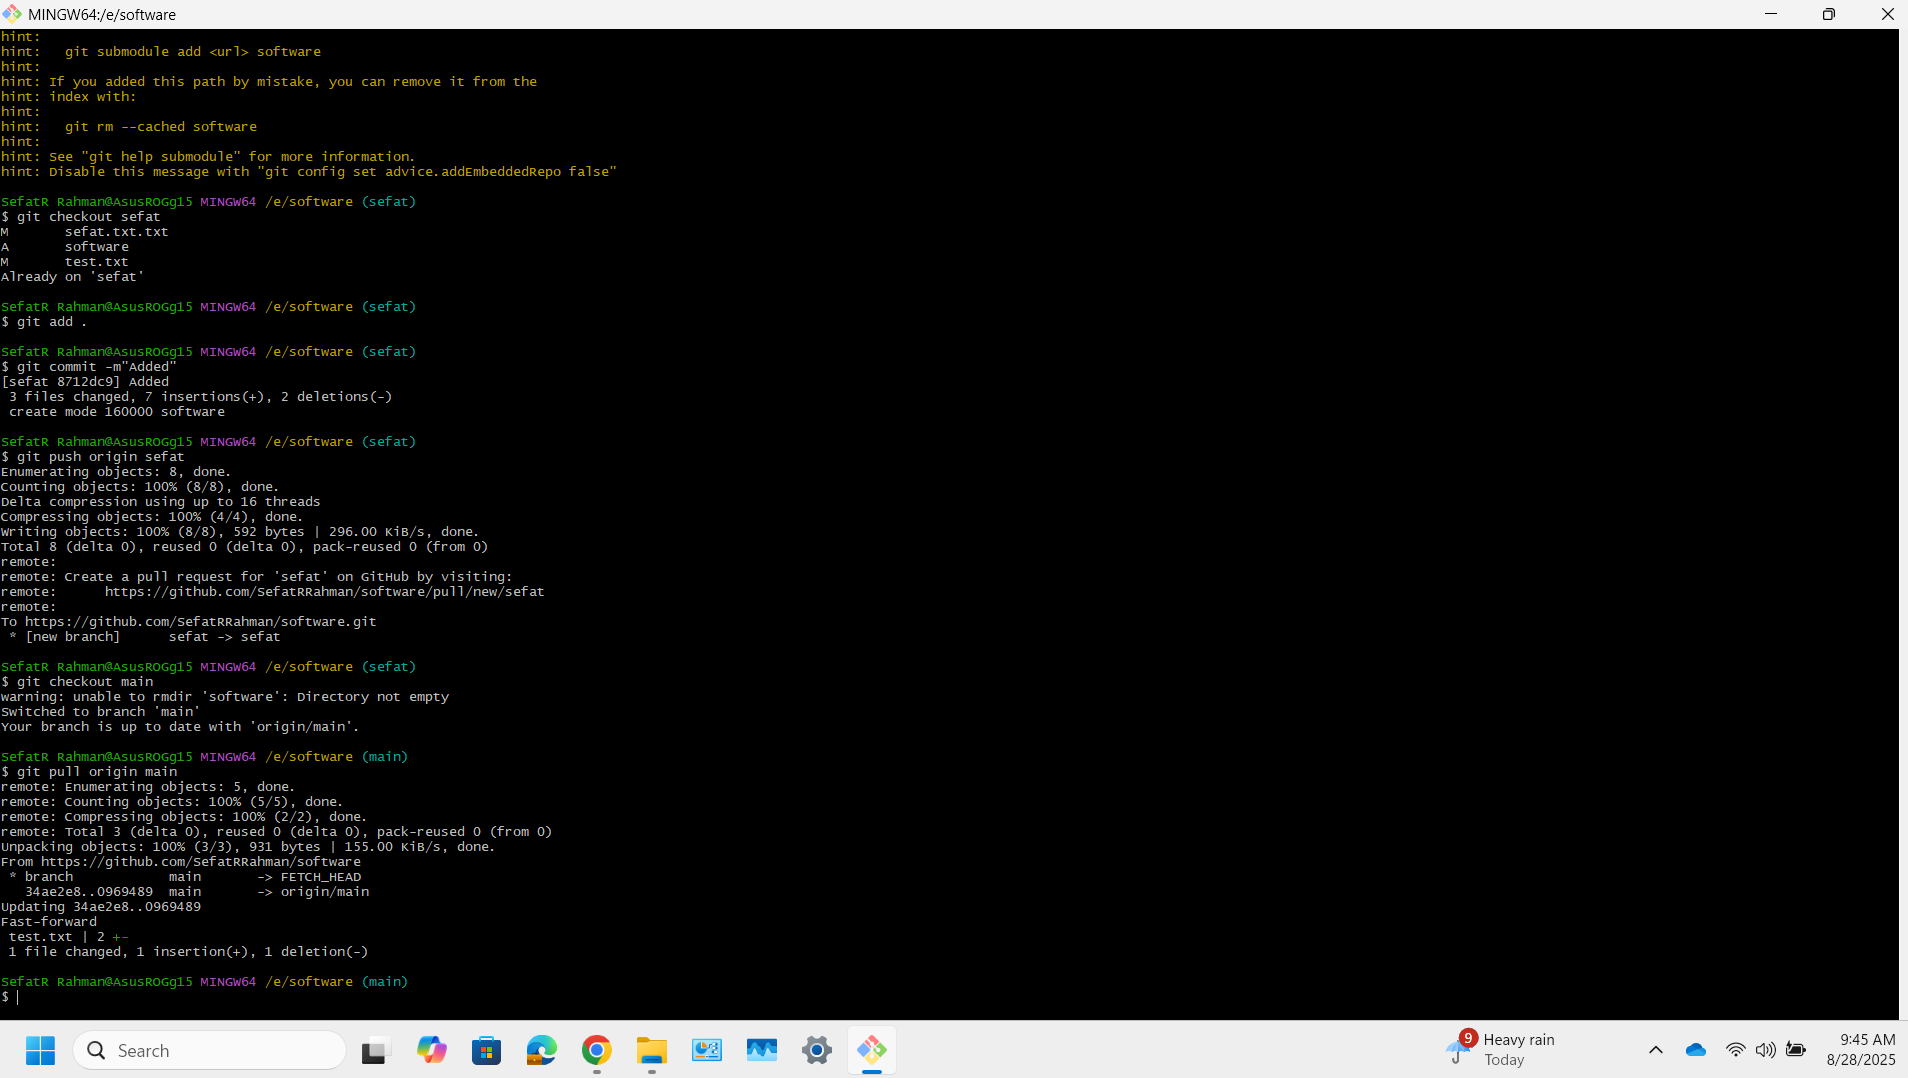 MINGW64:/e/software
hint:
hint:   git submodule add <url> software
hint:
hint: If you added this path by mistake, you can remove it from the
hint: index with:
hint:
hint:   git rm --cached software
hint:
hint: See "git help submodule" for more information.
hint: Disable this message with "git config set advice.addEmbeddedRepo false"
SefatR Rahman@AsusROGg15 MINGW64 /e/software (sefat)
$ git checkout sefat
M       sefat.txt.txt
A       software
M       test.txt
Already on 'sefat'
SefatR Rahman@AsusROGg15 MINGW64 /e/software (sefat)
$ git add .
SefatR Rahman@AsusROGg15 MINGW64 /e/software (sefat)
$ git commit -m"Added"
[sefat 8712dc9] Added
 3 files changed, 7 insertions(+), 2 deletions(-)
 create mode 160000 software
SefatR Rahman@AsusROGg15 MINGW64 /e/software (sefat)
$ git push origin sefat
Enumerating objects: 8, done.
Counting objects: 100% (8/8), done.
Delta compression using up to 16 threads
Compressing objects: 100% (4/4), done.
Writing objects: 100% (8/8), 592 bytes | 296.00 KiB/s, done.
Total 8 (delta 0), reused 0 (delta 0), pack-reused 0 (from 0)
remote:
remote: Create a pull request for 'sefat' on GitHub by visiting:
remote:      https://github.com/SefatRRahman/software/pull/new/sefat
remote:
To https://github.com/SefatRRahman/software.git
 * [new branch]      sefat -> sefat
SefatR Rahman@AsusROGg15 MINGW64 /e/software (sefat)
$ git checkout main
warning: unable to rmdir 'software': Directory not empty
Switched to branch 'main'
Your branch is up to date with 'origin/main'.
SefatR Rahman@AsusROGg15 MINGW64 /e/software (main)
$ git pull origin main
remote: Enumerating objects: 5, done.
remote: Counting objects: 100% (5/5), done.
remote: Compressing objects: 100% (2/2), done.
remote: Total 3 (delta 0), reused 0 (delta 0), pack-reused 0 (from 0)
Unpacking objects: 100% (3/3), 931 bytes | 155.00 KiB/s, done.
From https://github.com/SefatRRahman/software
 * branch            main       -> FETCH_HEAD
   34ae2e8..0969489  main       -> origin/main
Updating 34ae2e8..0969489
Fast-forward
 test.txt | 2 +-
 1 file changed, 1 insertion(+), 1 deletion(-)
SefatR Rahman@AsusROGg15 MINGW64 /e/software (main)
$
Search
9
Heavy rain
Today
9:45 AM
8/28/2025